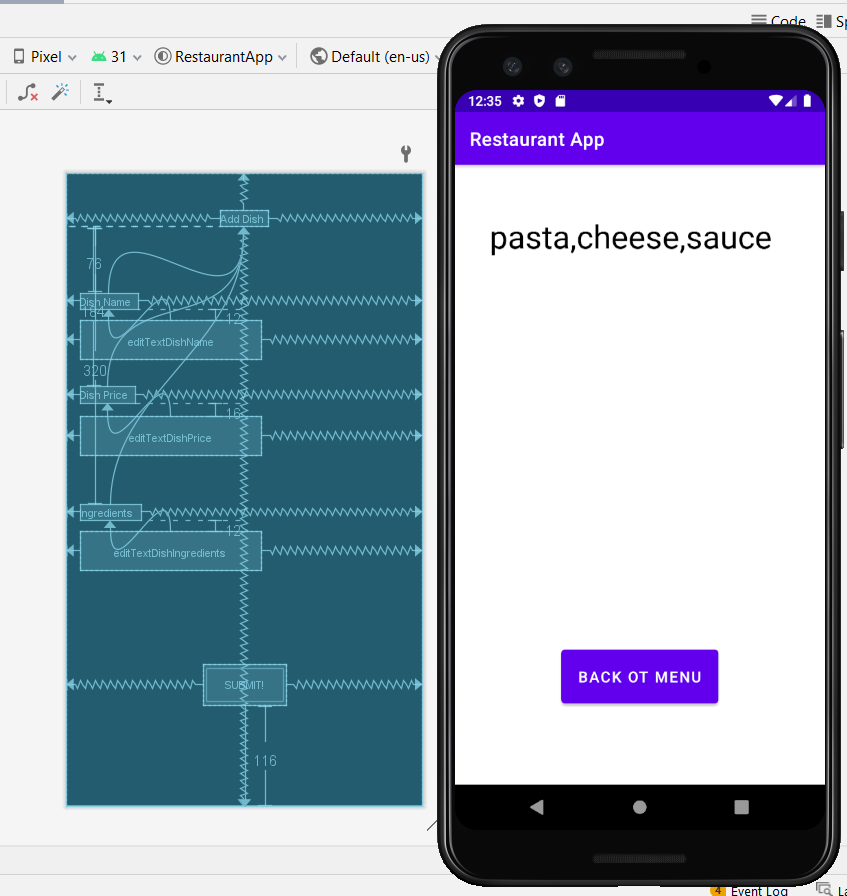 Code
Sp
Pixel
31
RestaurantApp
Default (en-us)
Add Dish
76
Dish Name
184
12
editTextDishName
320
Dish Price
16
editTextDishPrice
ngredients
12
editTextDishIngredients
SUBMIT!
116
12:35
Restaurant App
pasta,cheese,sauce
BACK OT MENU
4
Event Log
La